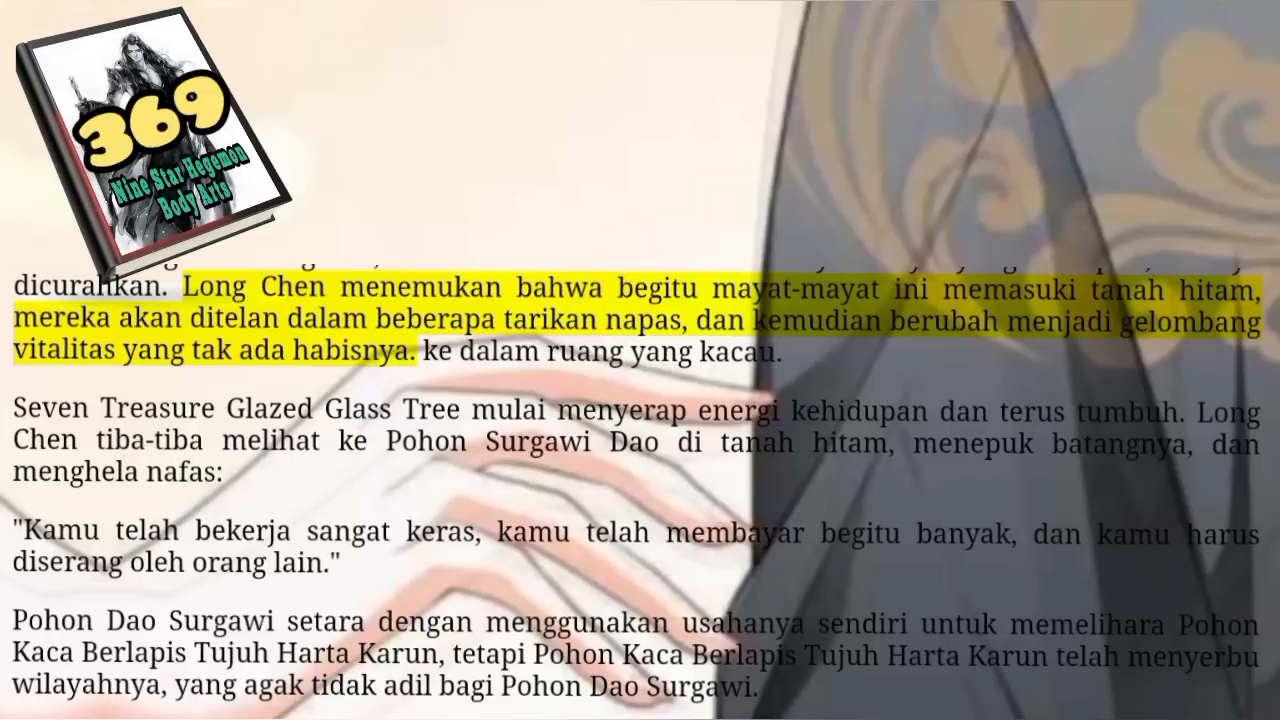 369
Nine Star Hegemon
Body Arts
dicurahkan. Long Chen menemukan bahwa begitu mayat-mayat ini memasuki tanah hitam,
mereka akan ditelan dalam beberapa tarikan napas, dan kemudian berubah menjadi gelombang
vitalitas yang tak ada habisnya. ke dalam ruang yang kacau.
Seven Treasure Glazed Glass Tree mulai menyerap energi kehidupan dan terus tumbuh. Long
Chen tiba-tiba melihat ke Pohon Surgawi Dao di tanah hitam, menepuk batangnya, dan
menghela nafas:
"Kamu telah bekerja sangat keras, kamu telah membayar begitu banyak, dan kamu harus
diserang oleh orang lain."
Pohon Dao Surgawi setara dengan menggunakan usahanya sendiri untuk memelihara Pohon
Kaca Berlapis Tujuh Harta Karun, tetapi Pohon Kaca Berlapis Tujuh Harta Karun telah menyerbu
wilayahnya, yang agak tidak adil bagi Pohon Dao Surgawi.